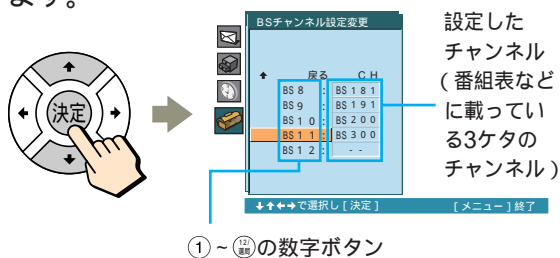 ます。
決定
BSチャンネル設定変更
戻る CH
BS8 : BS181
BS9 : BS191
BS10 : BS200
BS11 : BS300
BS12 : --
↓↑←→で選択し[決定] [メニュー]終了
設定した
チャンネル
(番組表など
に載ってい
る3ケタの
チャンネル)
①~⑫の数字ボタン